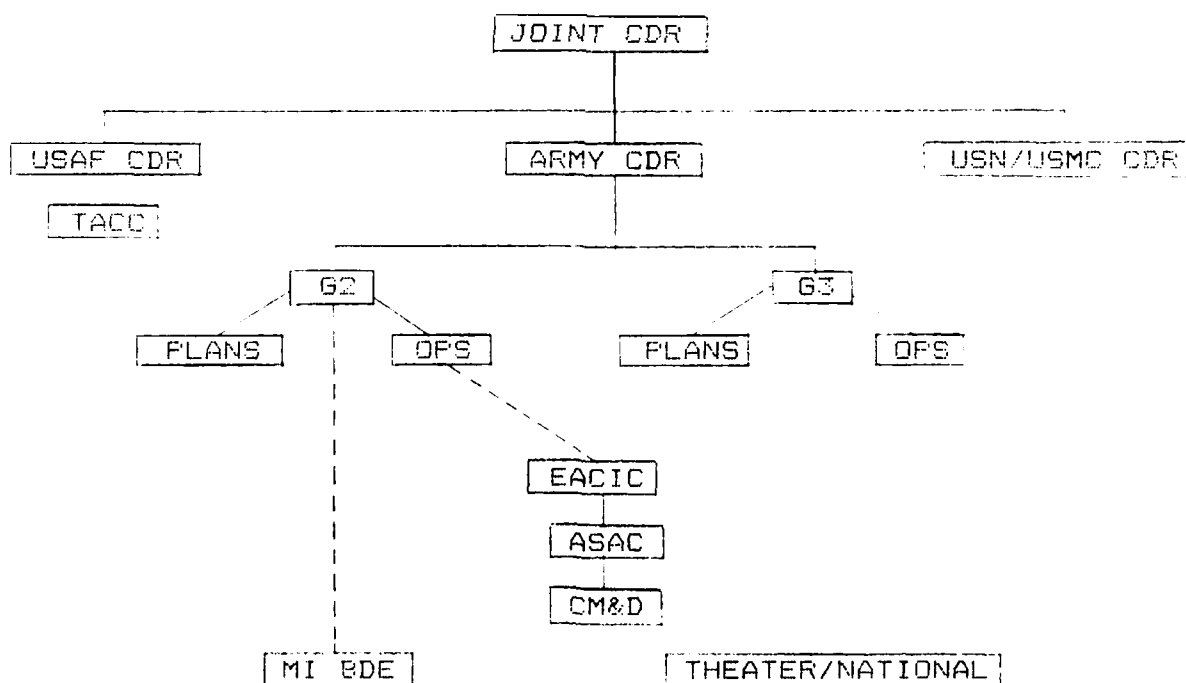 JOINT CDR
USAF CDR
ARMY CDR
USN/USMC CDR
TACC
G2
G3
PLANS
OPS
PLANS
OPS
EACIC
ASAC
CM&D
MI BDE
THEATER/NATIONAL